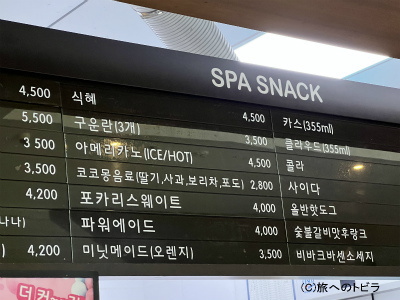 SPA SNACK
4,500 식혜 4,500 카스(355ml)
5,500 구운란(3개) 3,500 클라우드(355ml)
3 500 아메리카노(ICE/HOT) 4,500 콜라
3,500 코코몽음료(딸기,사과,보리차,포도) 2,800 사이다
4,200 포카리스웨이트 4,000 올반핫도그
나나) 파워에이드 4,000 숯불갈비맛후랑크
) 4,200 미닛메이드(오렌지) 3,500 비바크바센소세지
(C)旅へのトビラ